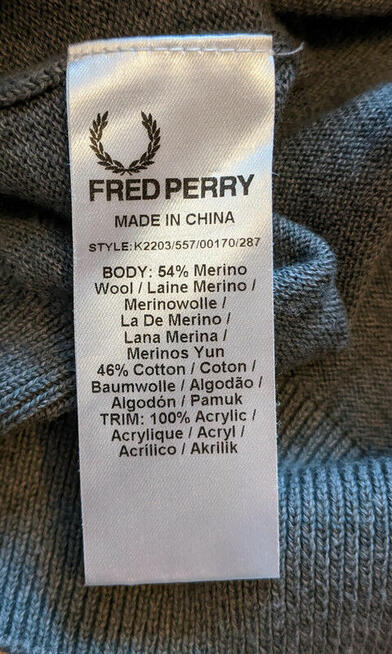 FRED PERRY
MADE IN CHINA
STYLE:K2203/557/00170/287
BODY: 54% Merino
Wool / Laine Merino /
Merinowolle /
La De Merino /
Lana Merina /
Merinos Yun
46% Cotton / Coton /
Baumwolle / Algodão /
Algodón / Pamuk
TRIM: 100% Acrylic /
Acrylique / Acryl /
Acrílico / Akrilik